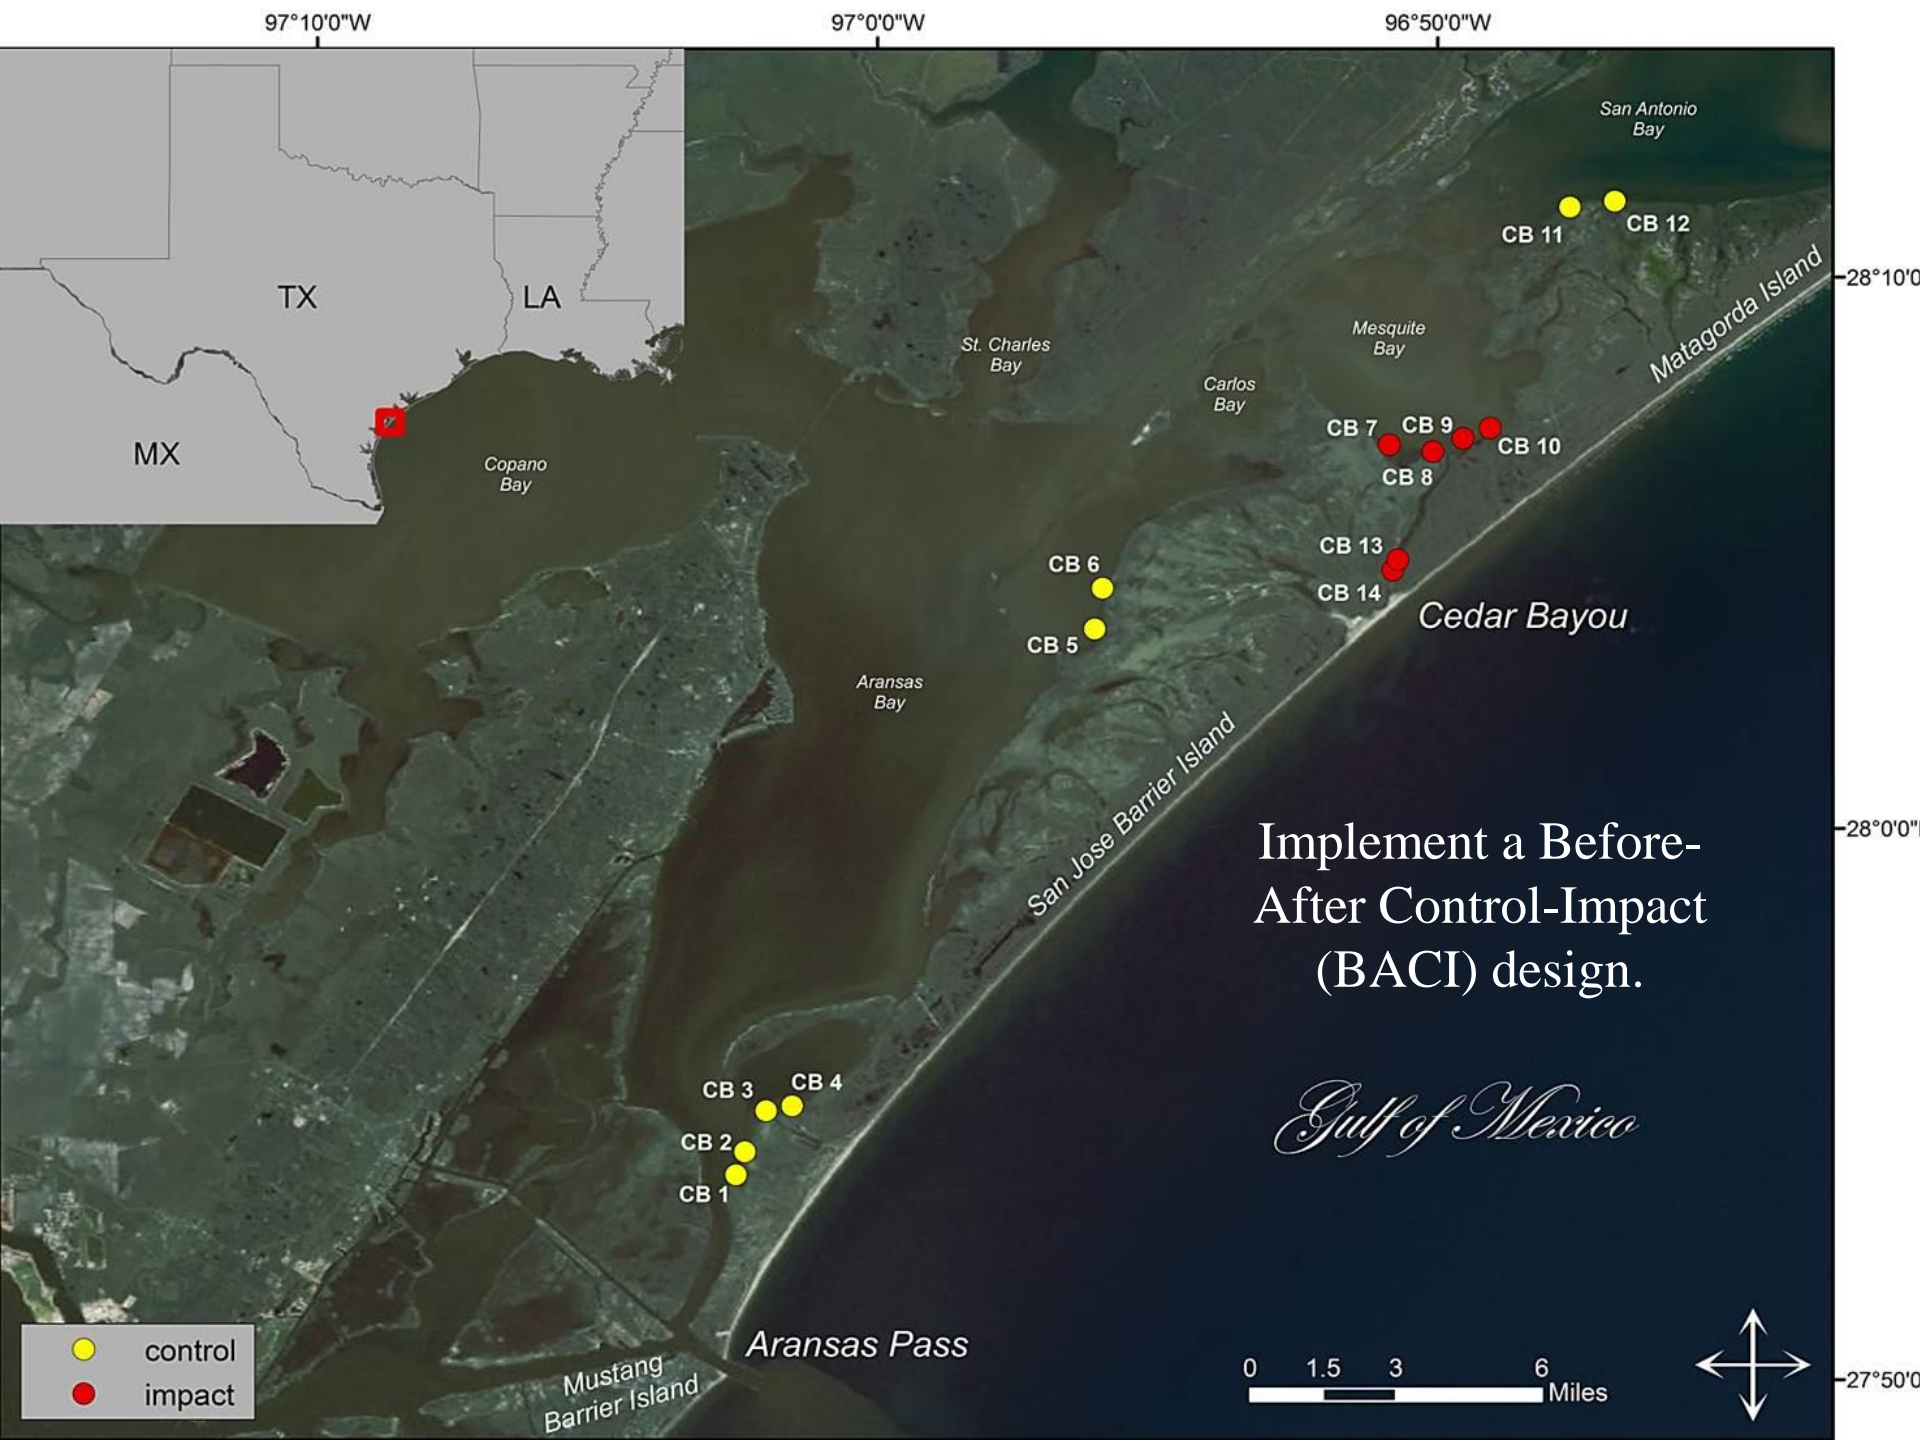 97°10'0"W
97°0'0"W
96°50'0"W
San Antonio
Bay
CB 11
CB 12
28°10'0
TX
LA
MX
Matagorda Island
St. Charles
Bay
Mesquite
Bay
Carlos
Bay
CB 7
CB 9
CB 10
CB 8
Copano
Bay
CB 13
CB 14
CB 6
CB 5
Cedar Bayou
Aransas
Bay
San Jose Barrier Island
28°0'0"
Implement a Before-
After Control-Impact
(BACI) design.
CB 3
CB 4
CB 2
CB 1
Gulf of Mexico
Aransas Pass
Mustang
Barrier Island
control
impact
0 1.5 3 6
Miles
27°50'0